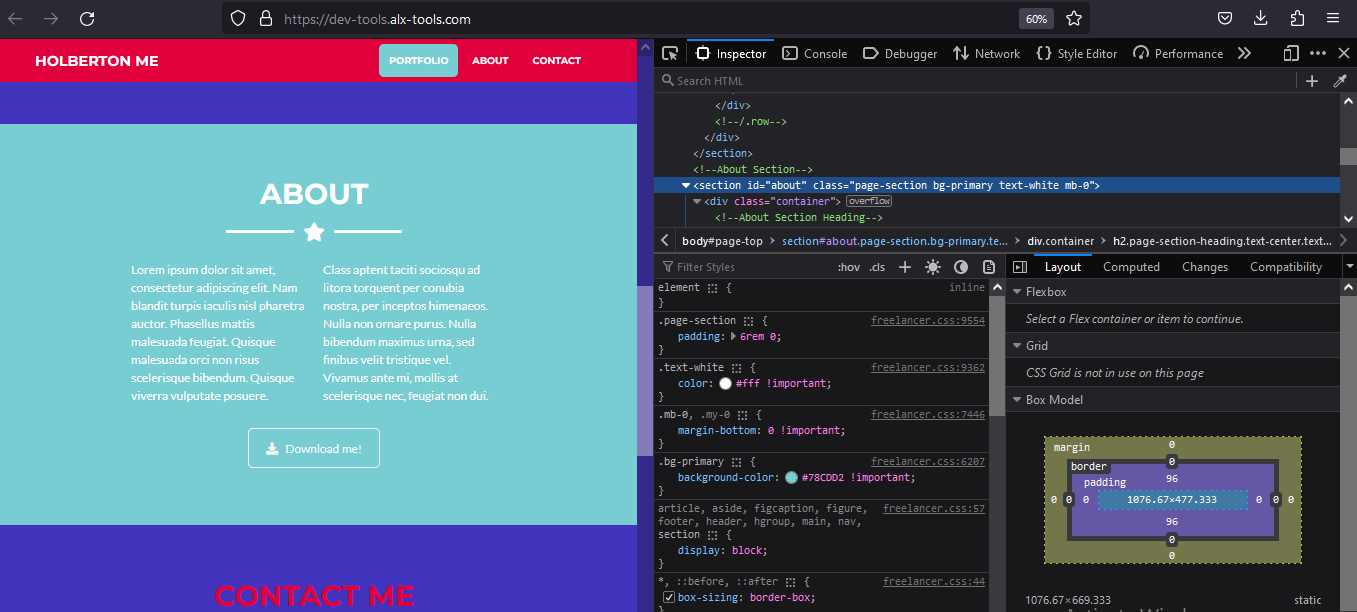 https://dev-tools.alx-tools.com
60%
HOLBERTON ME
PORTFOLIO
ABOUT
CONTACT
ABOUT
Lorem ipsum dolor sit amet,
consectetur adipiscing elit. Nam
blandit turpis iaculis nisl pharetra
auctor. Phasellus mattis
malesuada feugiat. Quisque
malesuada orci non risus
scelerisque bibendum. Quisque
viverra vulputate posuere.
Class aptent taciti sociosqu ad
litora torquent per conubia
nostra, per inceptos himenaeos.
Nulla non ornare purus. Nulla
bibendum maximus urna, sed
finibus velit tristique vel.
Vivamus ante mi, mollis at
scelerisque nec, feugiat non dui.
Download me!
CONTACT ME
Inspector
Console
Debugger
Network
{} Style Editor
Performance
Search HTML
</div>
<!--/.row-->
</div>
</section>
<!--About Section-->
<section id="about" class="page-section bg-primary text-white mb-0">
<div class="container"> overflow
<!--About Section Heading-->
body#page-top > section#about.page-section.bg-primary.te... > div.container > h2.page-section-heading.text-center.text...
Filter Styles
:hov .cls
element { inline
}
.page-section { freelancer.css:9554
padding: 6rem 0;
}
.text-white { freelancer.css:9362
color: #fff !important;
}
.mb-0, .my-0 { freelancer.css:7446
margin-bottom: 0 !important;
}
.bg-primary { freelancer.css:6207
background-color: #78CDD2 !important;
}
article, aside, figcaption, figure, freelancer.css:57
footer, header, hgroup, main, nav,
section {
display: block;
}
*, ::before, ::after { freelancer.css:44
box-sizing: border-box;
}
Layout
Computed
Changes
Compatibility
Flexbox
Select a Flex container or item to continue.
Grid
CSS Grid is not in use on this page
Box Model
margin 0
border 0
padding 96
0 0 0 1076.67×477.333 0 0 0
96
0
0
1076.67×669.333 static